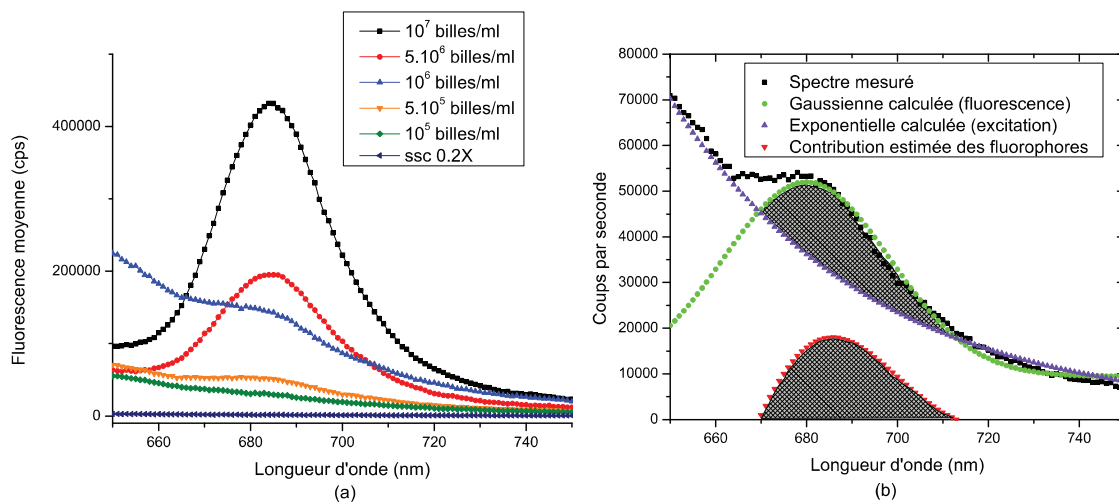 10⁷ billes/ml
5.10⁶ billes/ml
10⁶ billes/ml
5.10⁵ billes/ml
10⁵ billes/ml
ssc 0.2X
Fluorescence moyenne (cps)
400000
200000
0
660 680 700 720 740
Longueur d'onde (nm)
(a)
Spectre mesuré
Gaussienne calculée (fluorescence)
Exponentielle calculée (excitation)
Contribution estimée des fluorophores
Coups par seconde
80000
70000
60000
50000
40000
30000
20000
10000
0
660 680 700 720 740
Longueur d'onde (nm)
(b)